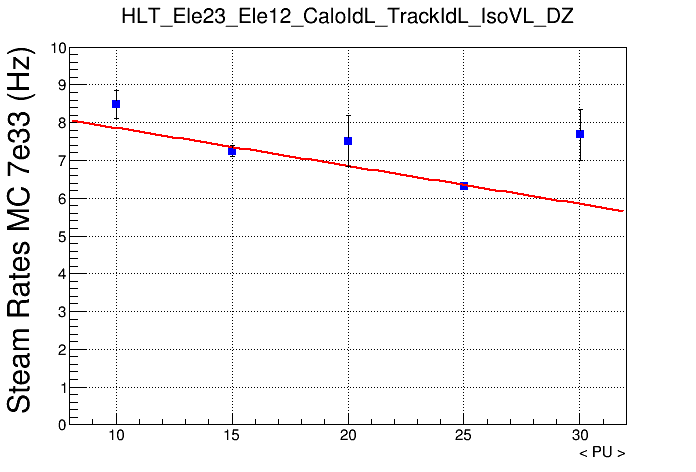 HLT_Ele23_Ele12_CaloIdL_TrackIdL_IsoVL_DZ
Steam Rates MC 7e33 (Hz)
10
9
8
7
6
5
4
3
2
1
0
10 15 20 25 30
< PU >